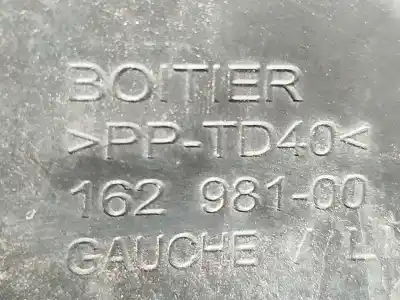 BOITIER
>PP-TD40<
162 981-00
GAUCHE / L